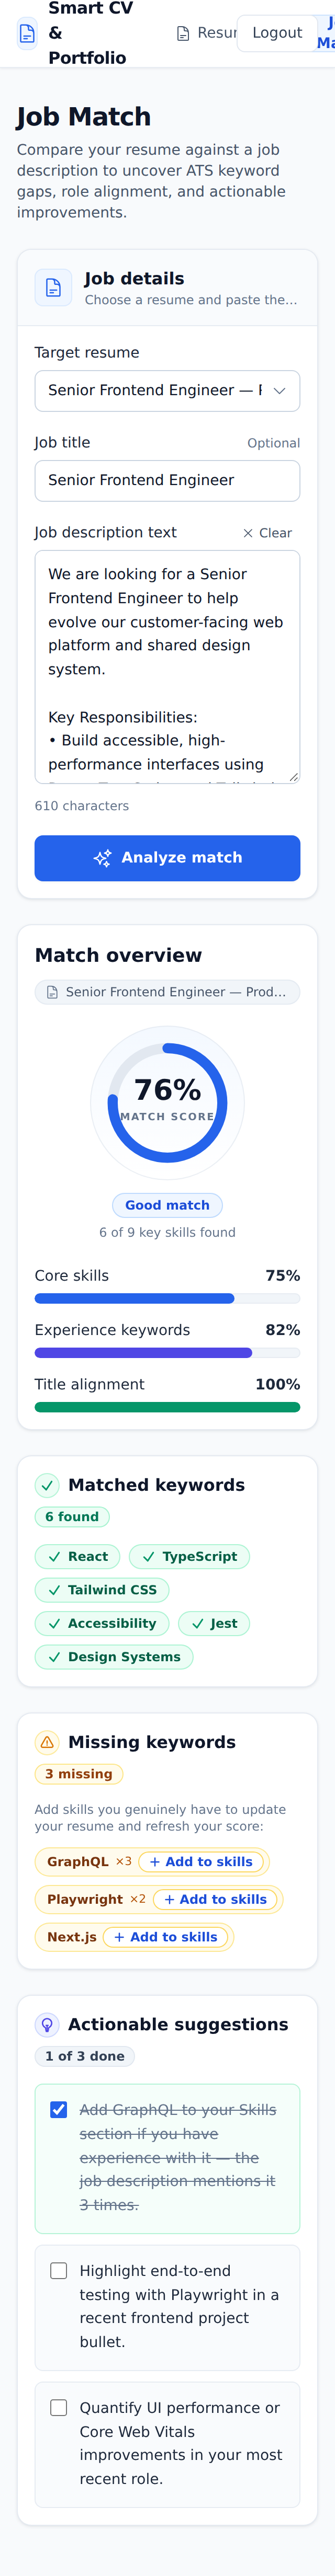 Smart CV
&
Portfolio
Logout
Job Match
Compare your resume against a job
description to uncover ATS keyword
gaps, role alignment, and actionable
improvements.
Job details
Choose a resume and paste the...
Target resume
Senior Frontend Engineer —
Job title
Optional
Senior Frontend Engineer
Job description text
Clear
We are looking for a Senior
Frontend Engineer to help
evolve our customer-facing web
platform and shared design
system.
Key Responsibilities:
• Build accessible, high-
performance interfaces using
610 characters
Analyze match
Match overview
Senior Frontend Engineer — Prod...
76%
MATCH SCORE
Good match
6 of 9 key skills found
Core skills 75%
Experience keywords 82%
Title alignment 100%
Matched keywords
6 found
React TypeScript
Tailwind CSS
Accessibility Jest
Design Systems
Missing keywords
3 missing
Add skills you genuinely have to update
your resume and refresh your score:
GraphQL ×3 + Add to skills
Playwright ×2 + Add to skills
Next.js + Add to skills
Actionable suggestions
1 of 3 done
Add GraphQL to your Skills
section if you have
experience with it — the
job description mentions it
3 times.
Highlight end-to-end
testing with Playwright in a
recent frontend project
bullet.
Quantify UI performance or
Core Web Vitals
improvements in your most
recent role.